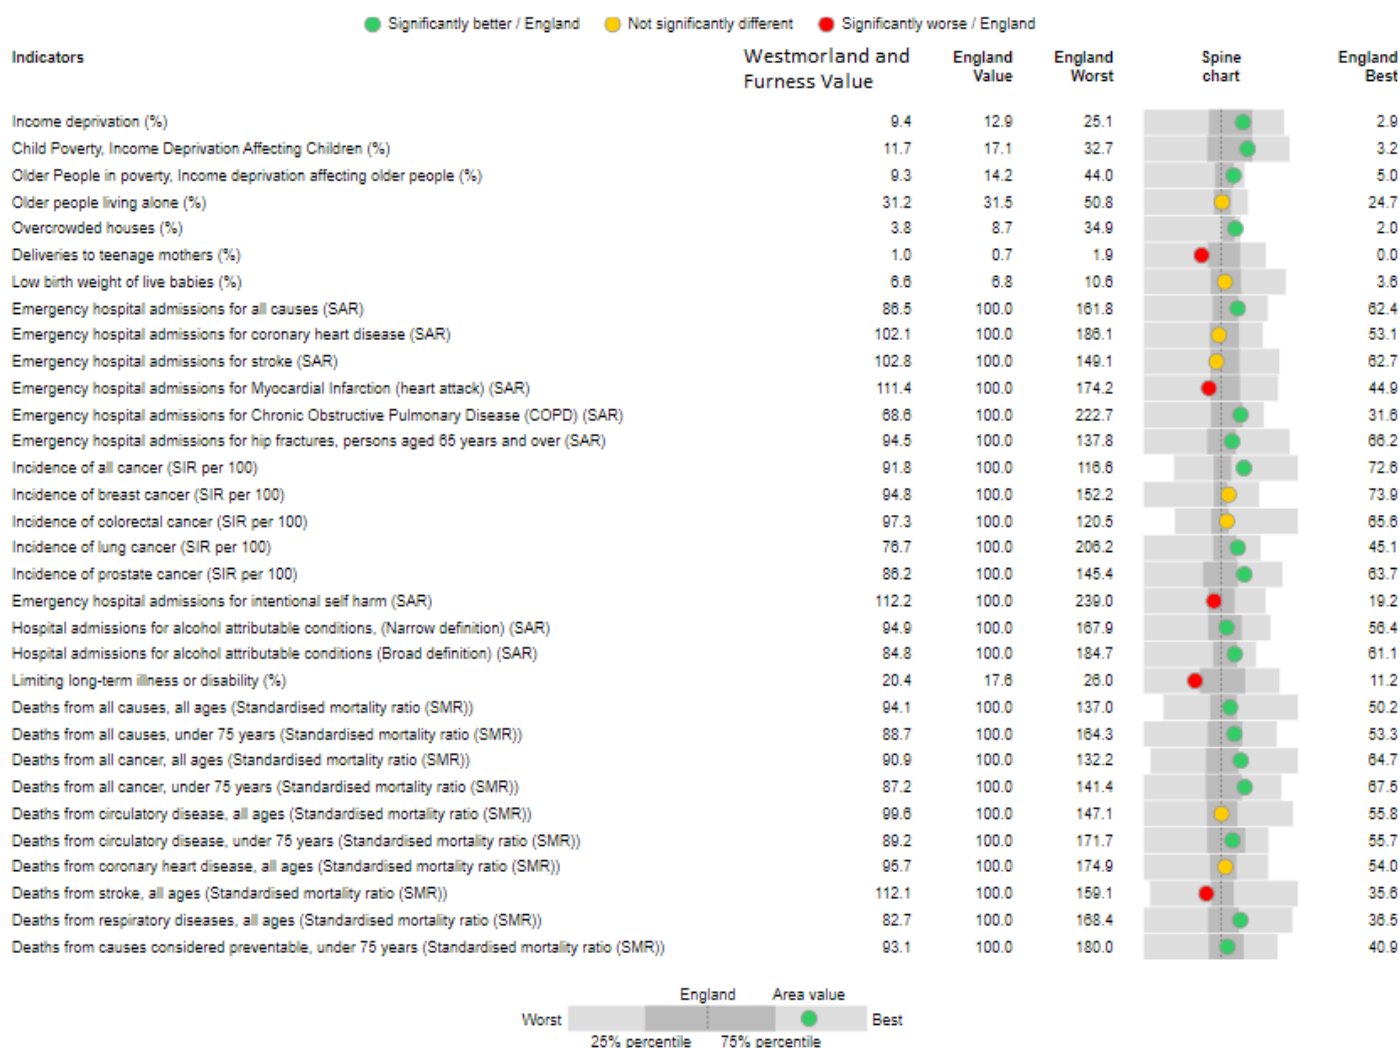 Significantly better / England Not significantly different Significantly worse / England
Indicators Westmorland and Furness Value England Value England Worst Spine chart England Best
Income deprivation (%) 9.4 12.9 25.1 2.9
Child Poverty, Income Deprivation Affecting Children (%) 11.7 17.1 32.7 3.2
Older People in poverty, Income deprivation affecting older people (%) 9.3 14.2 44.0 5.0
Older people living alone (%) 31.2 31.5 50.8 24.7
Overcrowded houses (%) 3.8 8.7 34.9 2.0
Deliveries to teenage mothers (%) 1.0 0.7 1.9 0.0
Low birth weight of live babies (%) 6.6 6.8 10.6 3.6
Emergency hospital admissions for all causes (SAR) 86.5 100.0 161.8 62.4
Emergency hospital admissions for coronary heart disease (SAR) 102.1 100.0 186.1 53.1
Emergency hospital admissions for stroke (SAR) 102.8 100.0 149.1 62.7
Emergency hospital admissions for Myocardial Infarction (heart attack) (SAR) 111.4 100.0 174.2 44.9
Emergency hospital admissions for Chronic Obstructive Pulmonary Disease (COPD) (SAR) 68.6 100.0 222.7 31.6
Emergency hospital admissions for hip fractures, persons aged 65 years and over (SAR) 94.5 100.0 137.8 66.2
Incidence of all cancer (SIR per 100) 91.8 100.0 116.6 72.6
Incidence of breast cancer (SIR per 100) 94.8 100.0 152.2 73.9
Incidence of colorectal cancer (SIR per 100) 97.3 100.0 120.5 65.6
Incidence of lung cancer (SIR per 100) 76.7 100.0 206.2 45.1
Incidence of prostate cancer (SIR per 100) 86.2 100.0 145.4 63.7
Emergency hospital admissions for intentional self harm (SAR) 112.2 100.0 239.0 19.2
Hospital admissions for alcohol attributable conditions, (Narrow definition) (SAR) 94.9 100.0 167.9 56.4
Hospital admissions for alcohol attributable conditions (Broad definition) (SAR) 84.8 100.0 184.7 61.1
Limiting long-term illness or disability (%) 20.4 17.6 26.0 11.2
Deaths from all causes, all ages (Standardised mortality ratio (SMR)) 94.1 100.0 137.0 50.2
Deaths from all causes, under 75 years (Standardised mortality ratio (SMR)) 88.7 100.0 164.3 53.3
Deaths from all cancer, all ages (Standardised mortality ratio (SMR)) 90.9 100.0 132.2 64.7
Deaths from all cancer, under 75 years (Standardised mortality ratio (SMR)) 87.2 100.0 141.4 67.5
Deaths from circulatory disease, all ages (Standardised mortality ratio (SMR)) 99.6 100.0 147.1 55.8
Deaths from circulatory disease, under 75 years (Standardised mortality ratio (SMR)) 89.2 100.0 171.7 55.7
Deaths from coronary heart disease, all ages (Standardised mortality ratio (SMR)) 95.7 100.0 174.9 54.0
Deaths from stroke, all ages (Standardised mortality ratio (SMR)) 112.1 100.0 159.1 35.6
Deaths from respiratory diseases, all ages (Standardised mortality ratio (SMR)) 82.7 100.0 168.4 36.5
Deaths from causes considered preventable, under 75 years (Standardised mortality ratio (SMR)) 93.1 100.0 180.0 40.9
England Area value
Worst Best
25% percentile 75% percentile